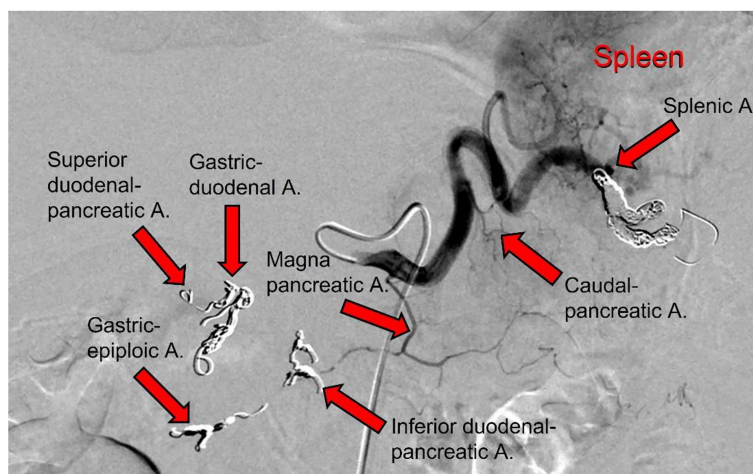 Spleen
Splenic A
Superior
duodenal-
pancreatic A.
Gastric-
duodenal A.
Magna
pancreatic A.
Caudal-
pancreatic A.
Gastric-
epiploic A.
Inferior duodenal-
pancreatic A.